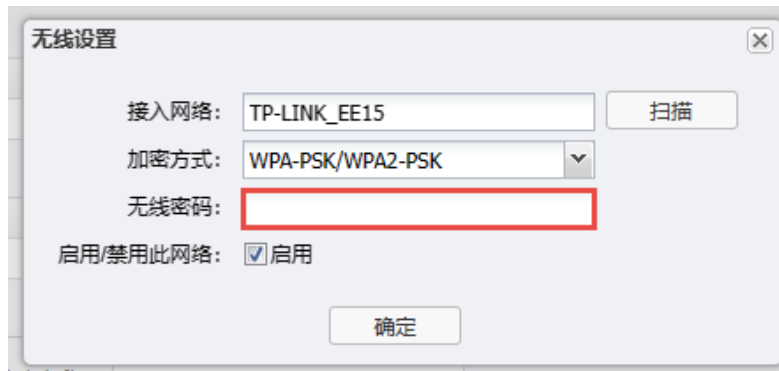 无线设置
接入网络: TP-LINK_EE15 扫描
加密方式: WPA-PSK/WPA2-PSK
无线密码:
启用/禁用此网络: 启用
确定